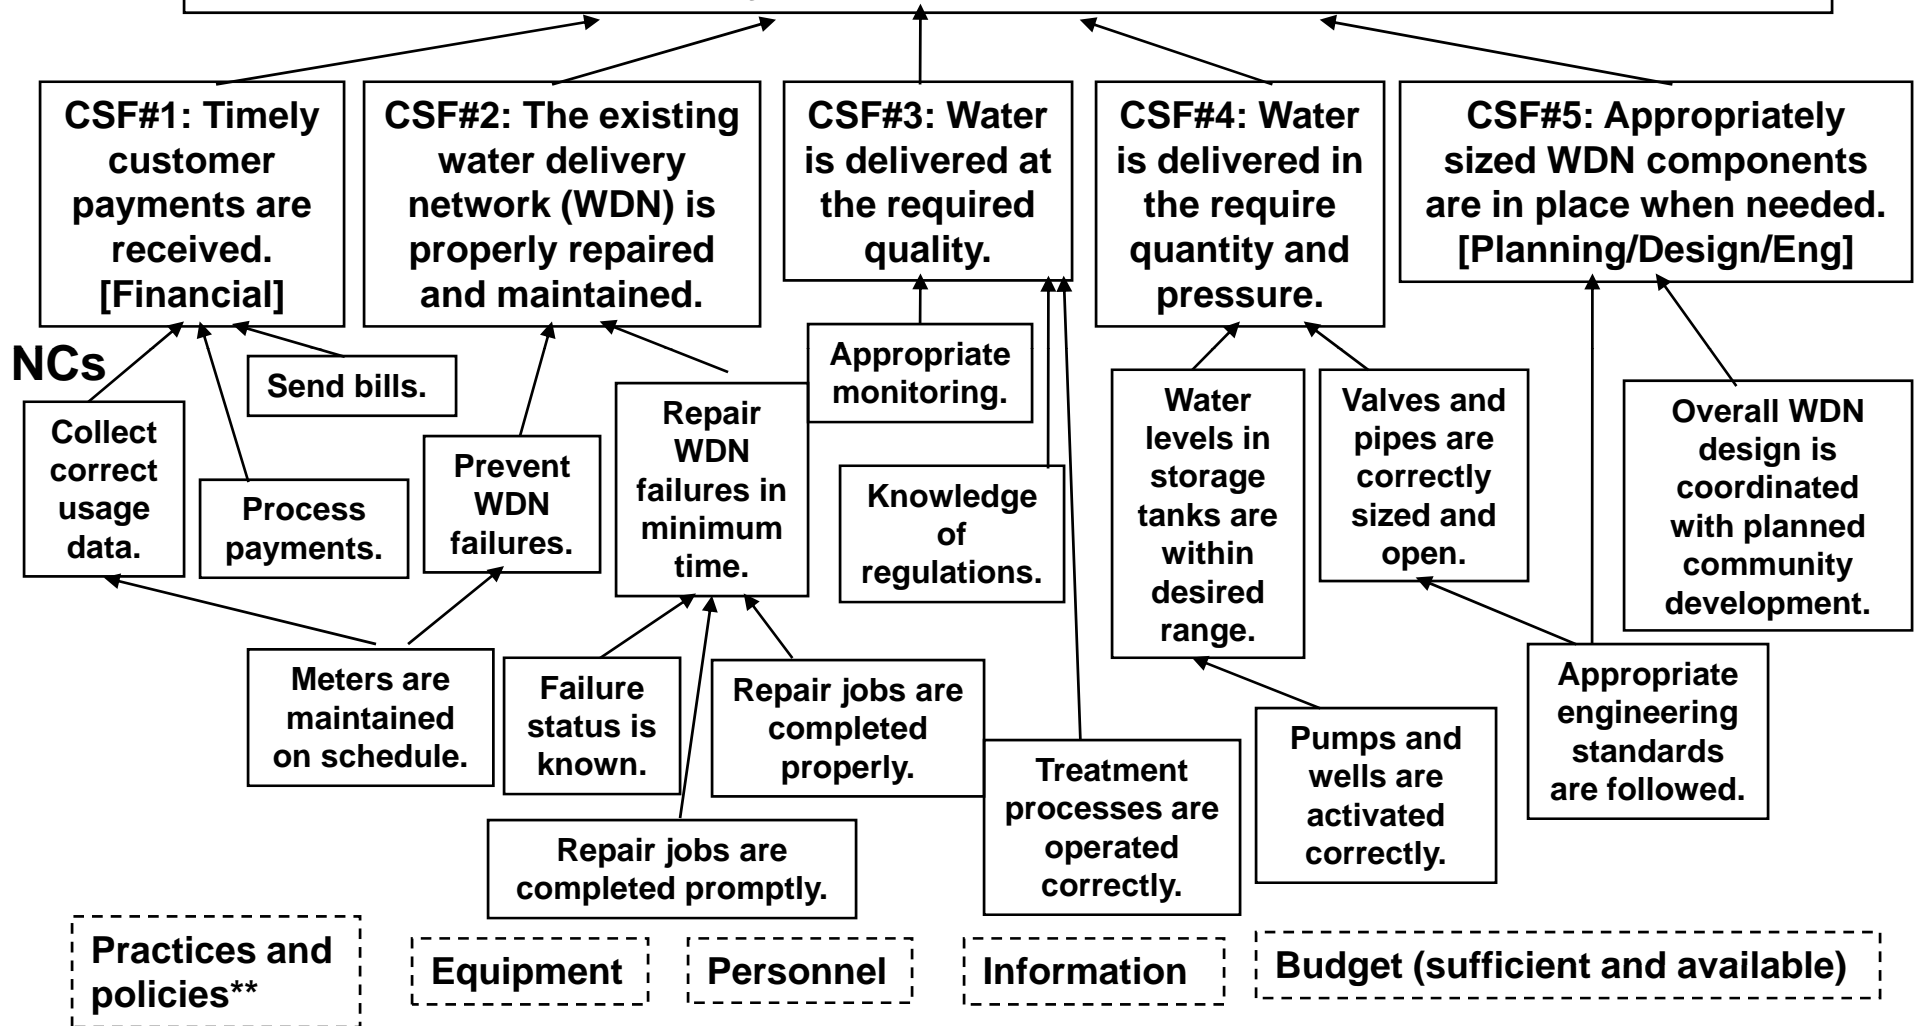 CSF#1: Timely
customer
payments are
received.
[Financial]
CSF#2: The existing
water delivery
network (WDN) is
properly repaired
and maintained.
CSF#3: Water
is delivered at
the required
quality.
CSF#4: Water
is delivered in
the require
quantity and
pressure.
CSF#5: Appropriately
sized WDN components
are in place when needed.
[Planning/Design/Eng]
NCs
Send bills.
Collect
correct
usage
data.
Process
payments.
Prevent
WDN
failures.
Repair
WDN
failures in
minimum
time.
Appropriate
monitoring.
Knowledge
of
regulations.
Water
levels in
storage
tanks are
within
desired
range.
Valves and
pipes are
correctly
sized and
open.
Overall WDN
design is
coordinated
with planned
community
development.
Meters are
maintained
on schedule.
Failure
status is
known.
Repair jobs are
completed
properly.
Repair jobs are
completed promptly.
Treatment
processes are
operated
correctly.
Pumps and
wells are
activated
correctly.
Appropriate
engineering
standards
are followed.
Practices and
policies**
Equipment
Personnel
Information
Budget (sufficient and available)